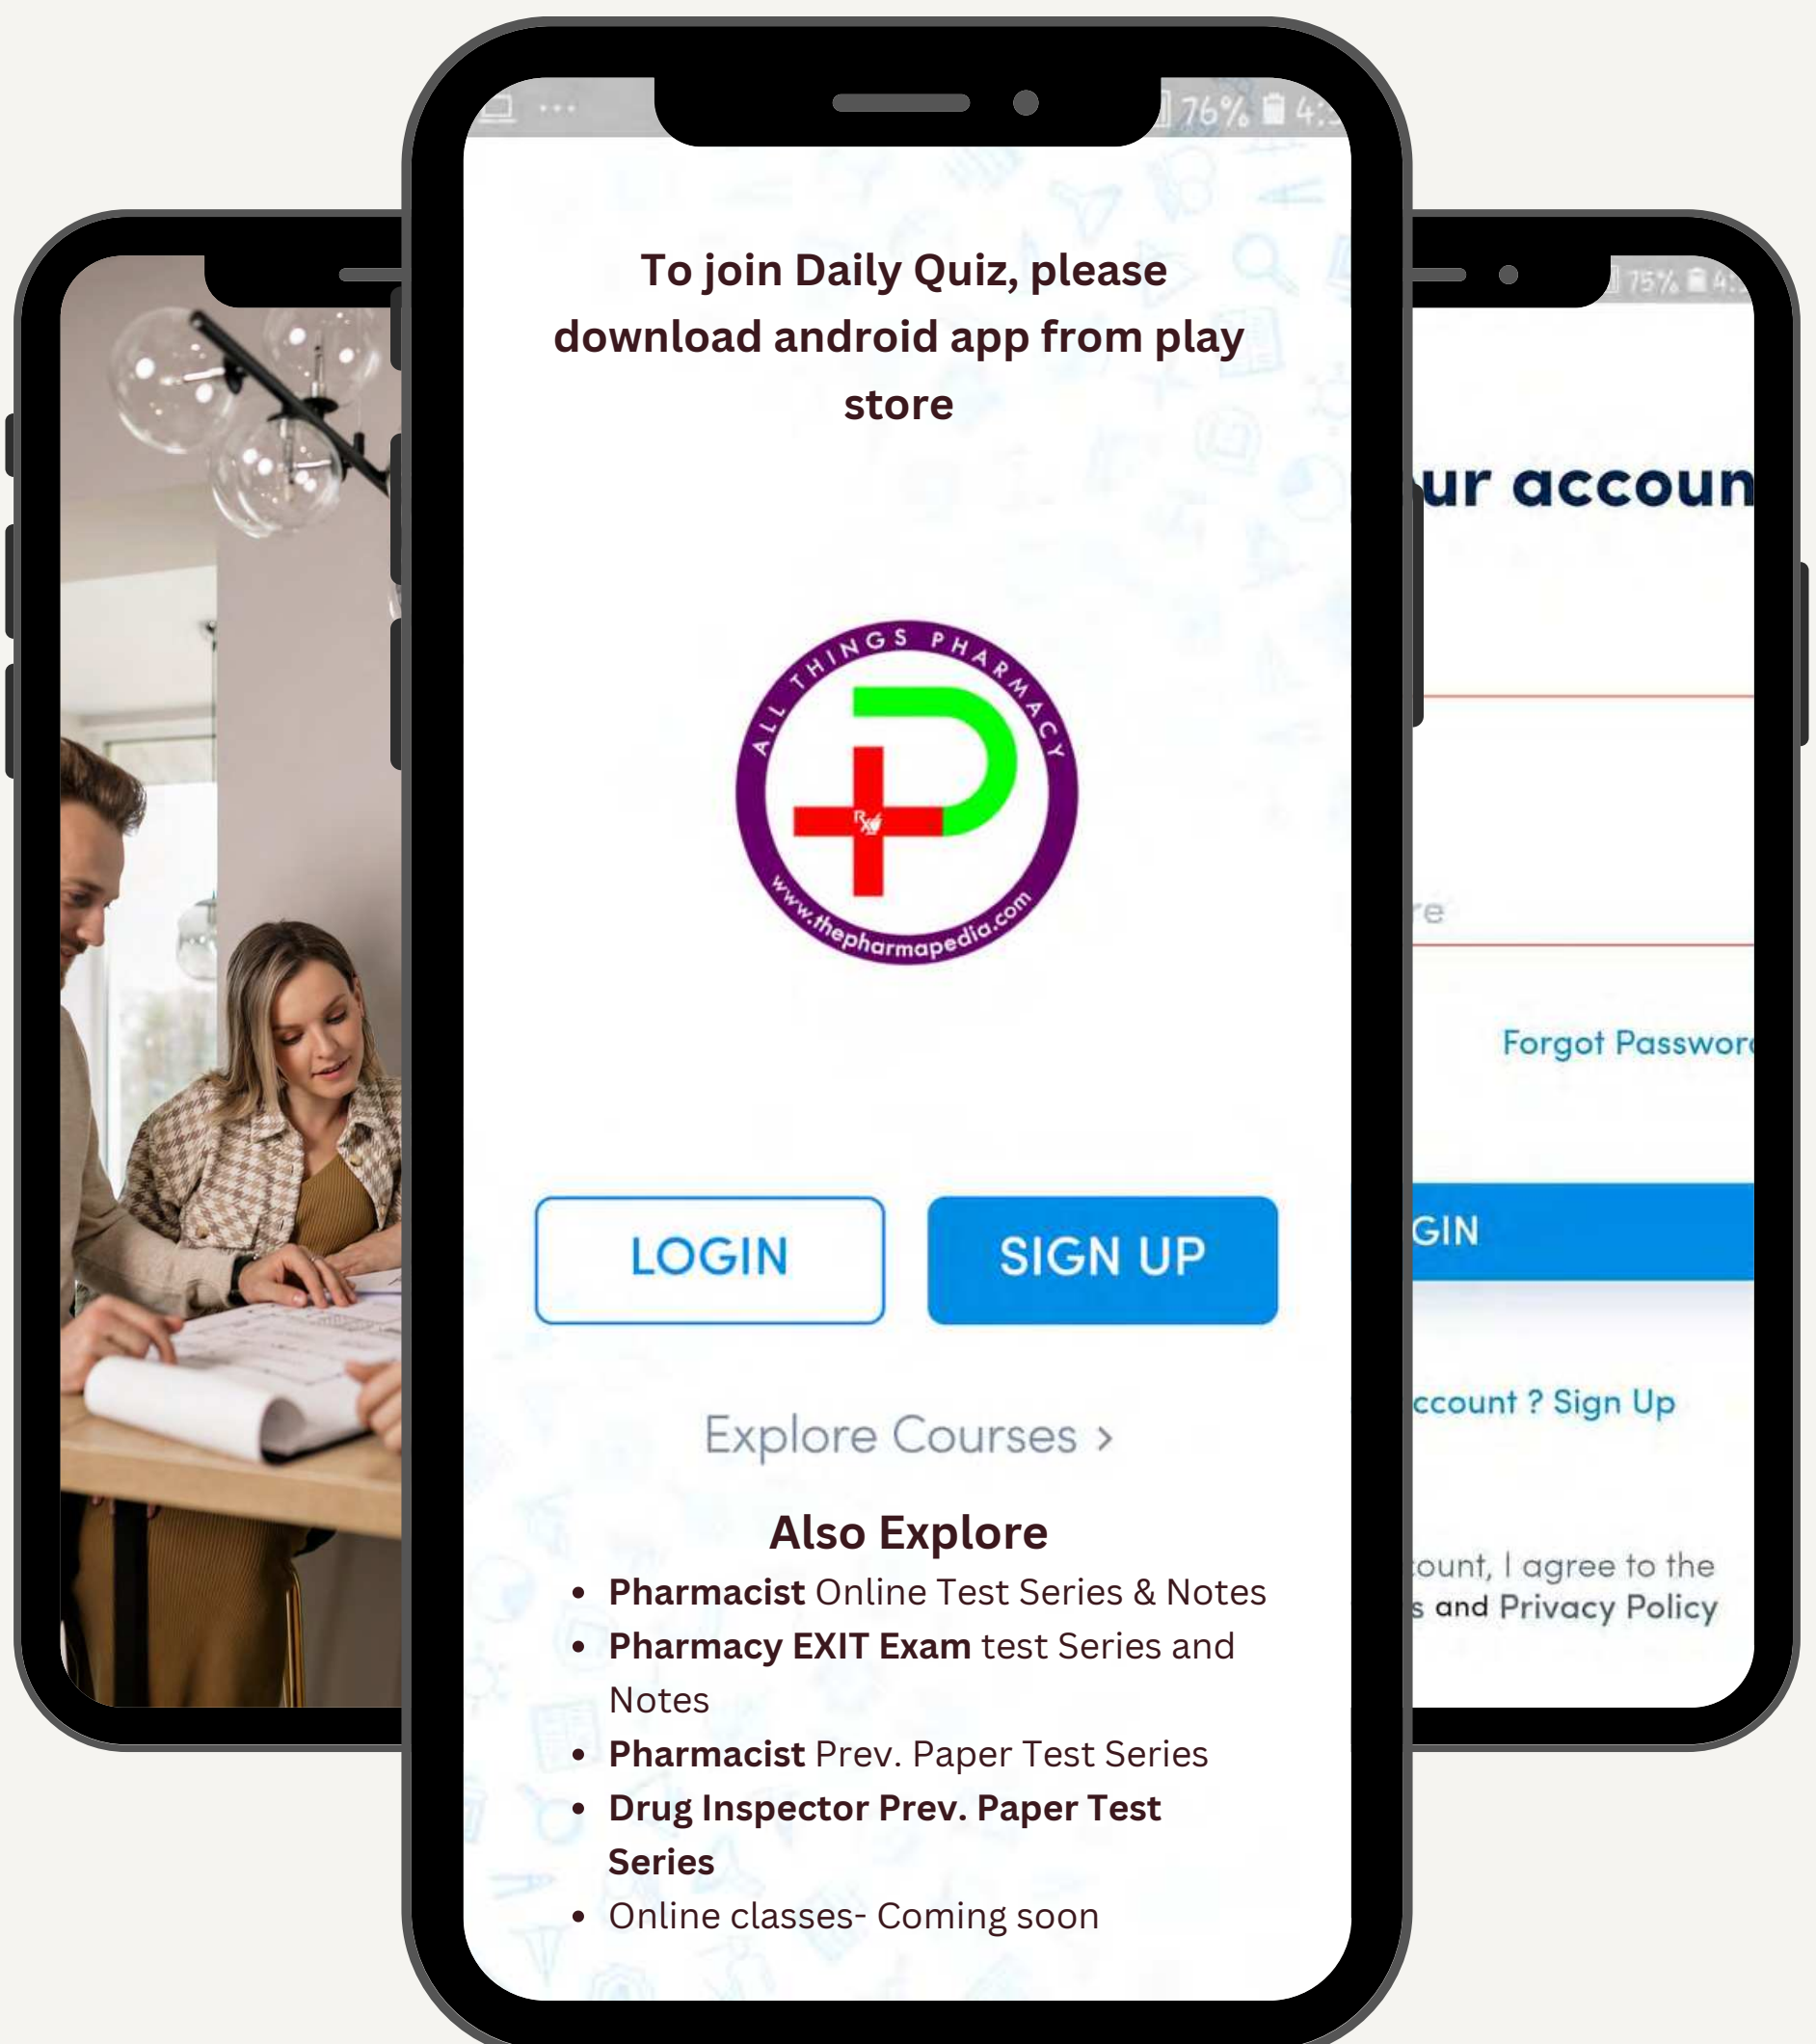 76%
To join Daily Quiz, please
download android app from play
store
ALL THINGS PHARMACY
Rx
www.thepharmapedia.com
LOGIN
SIGN UP
Explore Courses >
Also Explore
• Pharmacist Online Test Series & Notes
• Pharmacy EXIT Exam test Series and
Notes
• Pharmacist Prev. Paper Test Series
• Drug Inspector Prev. Paper Test
Series
• Online classes- Coming soon
75%
ur accoun
re
Forgot Passwor
GIN
ccount ? Sign Up
ount, I agree to the
s and Privacy Policy